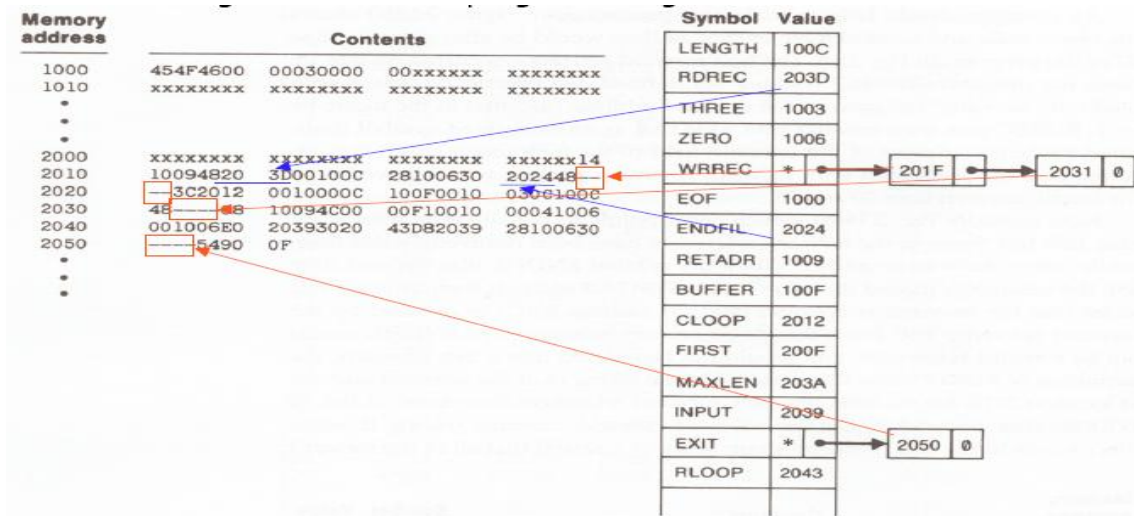 Memory
address
Contents
1000 454F4600 00030000 00xxxxxx xxxxxxxx
1010 xxxxxxxx xxxxxxxx xxxxxxxx xxxxxxxx
•
•
•
2000 xxxxxxxx xxxxxxxx xxxxxxxx xxxxxx14
2010 10094820 3D00100C 28100630 202448--
2020 --3C2012 0010000C 100F0010 030C100C
2030 48----08 10094C00 00F10010 00041006
2040 001006E0 20393020 43D82039 28100630
2050 ----5490 0F
•
•
•
Symbol Value
LENGTH 100C
RDREC 203D
THREE 1003
ZERO 1006
WRREC * 201F 2031 0
EOF 1000
ENDFIL 2024
RETADR 1009
BUFFER 100F
CLOOP 2012
FIRST 200F
MAXLEN 203A
INPUT 2039
EXIT * 2050 0
RLOOP 2043